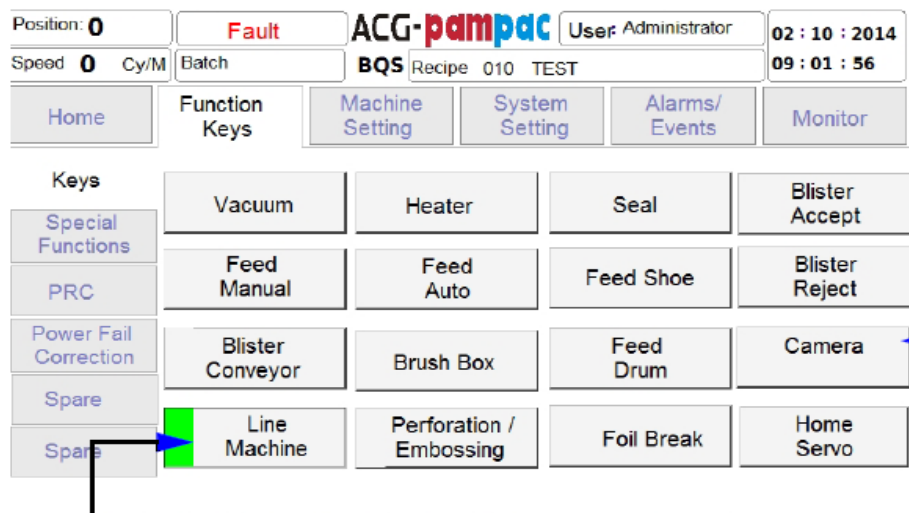 Position: 0 Fault ACG-pampac User: Administrator 02 : 10 : 2014
Speed 0 Cy/M Batch BQS Recipe 010 TEST 09 : 01 : 56
Home Function Keys Machine Setting System Setting Alarms/ Events Monitor
Keys
Special Functions
PRC
Power Fail Correction
Spare
Spare
Vacuum Heater Seal Blister Accept
Feed Manual Feed Auto Feed Shoe Blister Reject
Blister Conveyor Brush Box Feed Drum Camera
Line Machine Perforation / Embossing Foil Break Home Servo